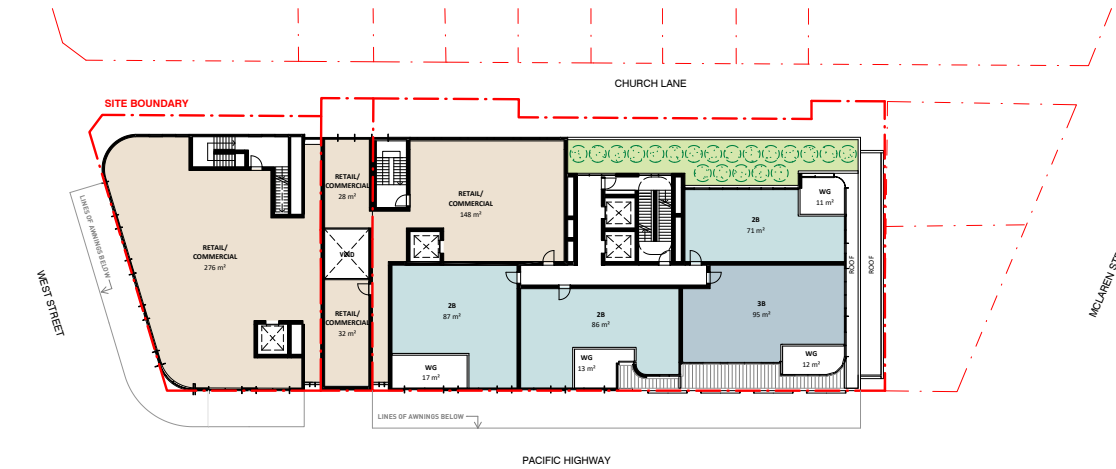 CHURCH LANE
SITE BOUNDARY
LINES OF AWNINGS BELOW
WEST STREET
RETAIL/
COMMERCIAL
276 m²
RETAIL/
COMMERCIAL
28 m²
VOID
RETAIL/
COMMERCIAL
32 m²
RETAIL/
COMMERCIAL
148 m²
WG
11 m²
2B
71 m²
ROOF
ROOF
2B
87 m²
WG
17 m²
2B
86 m²
WG
13 m²
3B
95 m²
WG
12 m²
MCLAREN STR
LINES OF AWNINGS BELOW
PACIFIC HIGHWAY